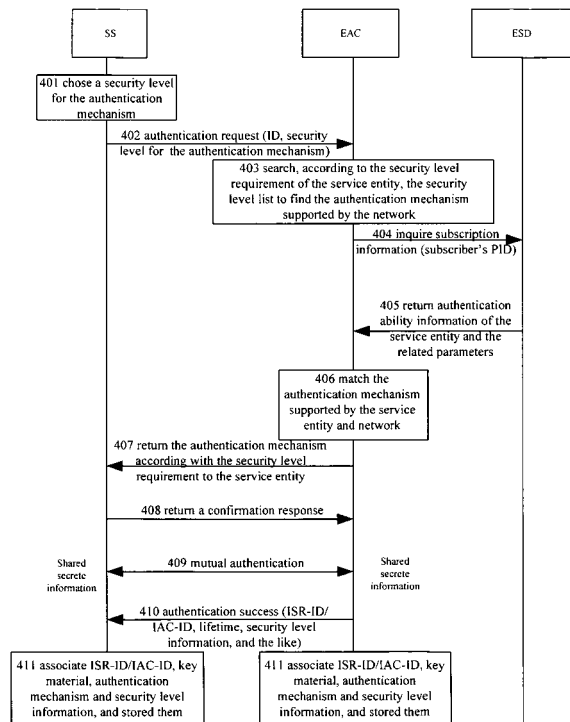 SS
EAC
ESD
401 chose a security level
for the authentication
mechanism
402 authentication request (ID, security
level for the authentication mechanism)
403 search, according to the security level
requirement of the service entity, the security
level list to find the authentication mechanism
supported by the network
404 inquire subscription
information (subscriber's PID)
405 return authentication
ability information of the
service entity and the
related parameters
406 match the
authentication mechanism
supported by the service
entity and network
407 return the authentication mechanism
according with the security level
requirement to the service entity
408 return a confirmation response
Shared
secrete
information
409 mutual authentication
Shared
secrete
information
410 authentication success (ISR-ID/
IAC-ID, lifetime, security level
information, and the like)
411 associate ISR-ID/IAC-ID, key
material, authentication
mechanism and security level
information, and stored them
411 associate ISR-ID/IAC-ID, key
material, authentication
mechanism and security level
information, and stored them